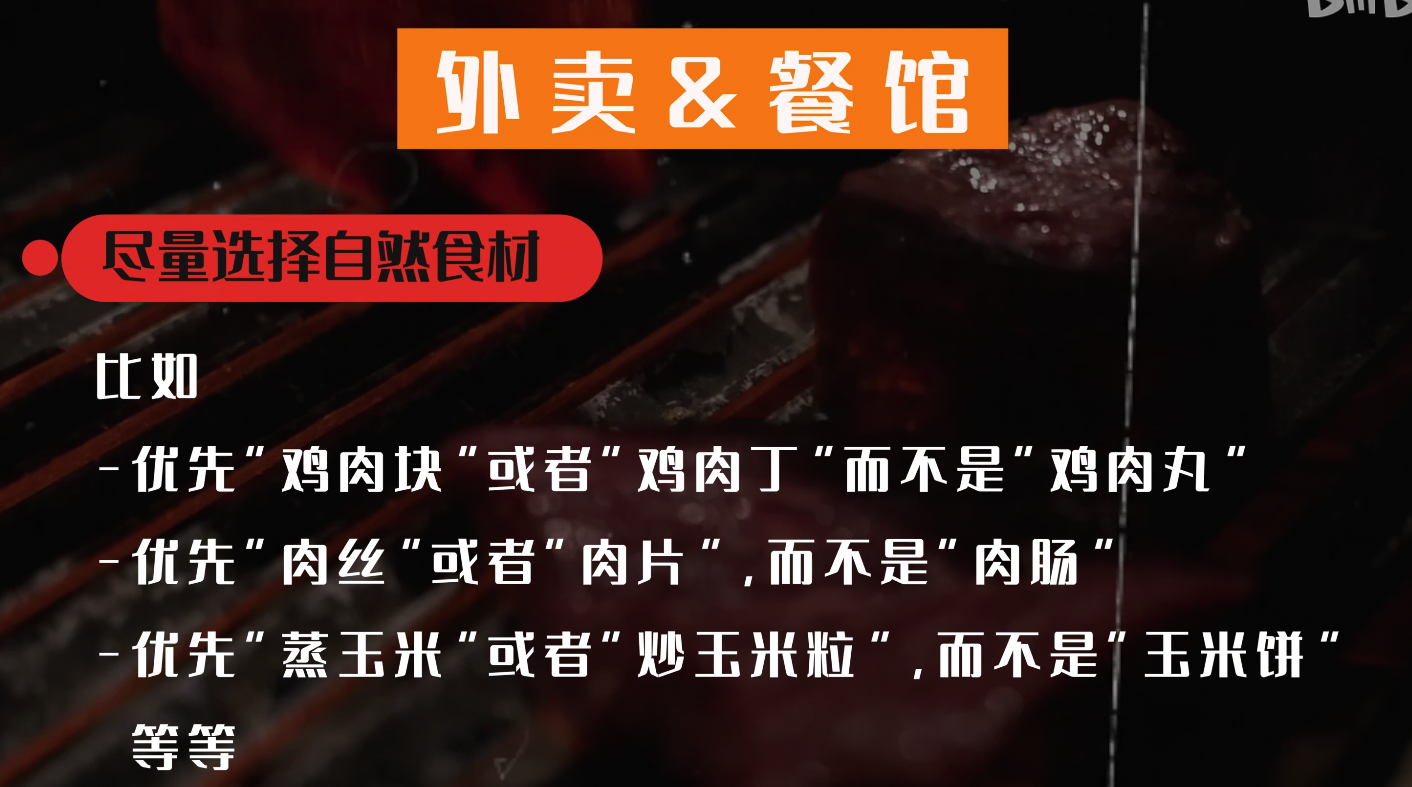 外卖&餐馆
尽量选择自然食材
比如
-优先"鸡肉块"或者"鸡肉丁"而不是"鸡肉丸"
-优先"肉丝"或者"肉片",而不是"肉肠"
-优先"蒸玉米"或者"炒玉米粒",而不是"玉米饼"
等等